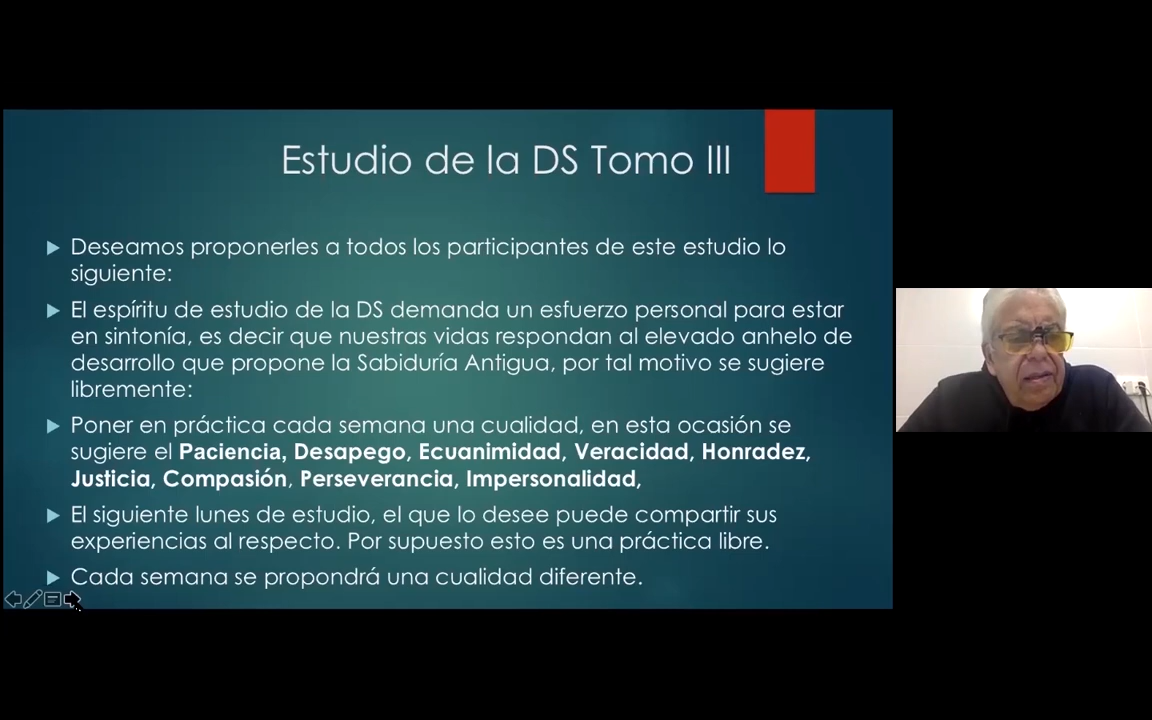 Estudio de la DS Tomo III
Deseamos proponerles a todos los participantes de este estudio lo
siguiente:
El espíritu de estudio de la DS demanda un esfuerzo personal para estar
en sintonía, es decir que nuestras vidas respondan al elevado anhelo de
desarrollo que propone la Sabiduría Antigua, por tal motivo se sugiere
libremente:
Poner en práctica cada semana una cualidad, en esta ocasión se
sugiere el Paciencia, Desapego, Ecuanimidad, Veracidad, Honradez,
Justicia, Compasión, Perseverancia, Impersonalidad,
El siguiente lunes de estudio, el que lo desee puede compartir sus
experiencias al respecto. Por supuesto esto es una práctica libre.
Cada semana se propondrá una cualidad diferente.